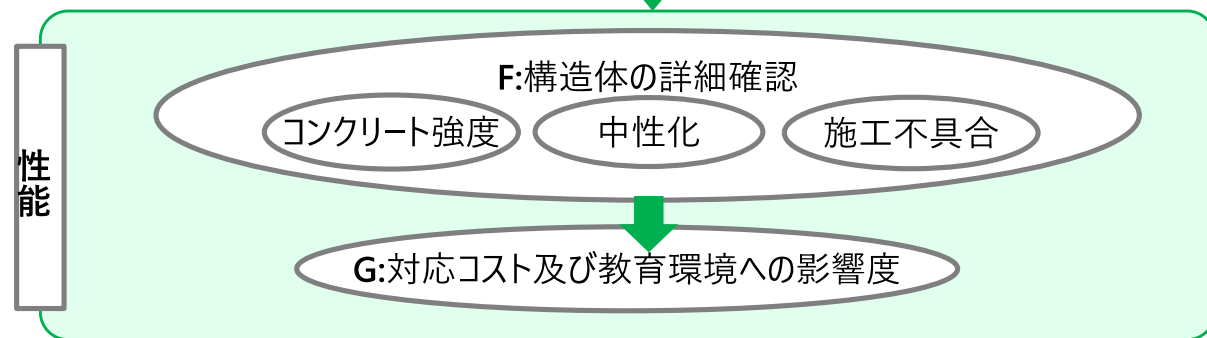 性能
F:構造体の詳細確認
コンクリート強度
中性化
施工不具合
G:対応コスト及び教育環境への影響度